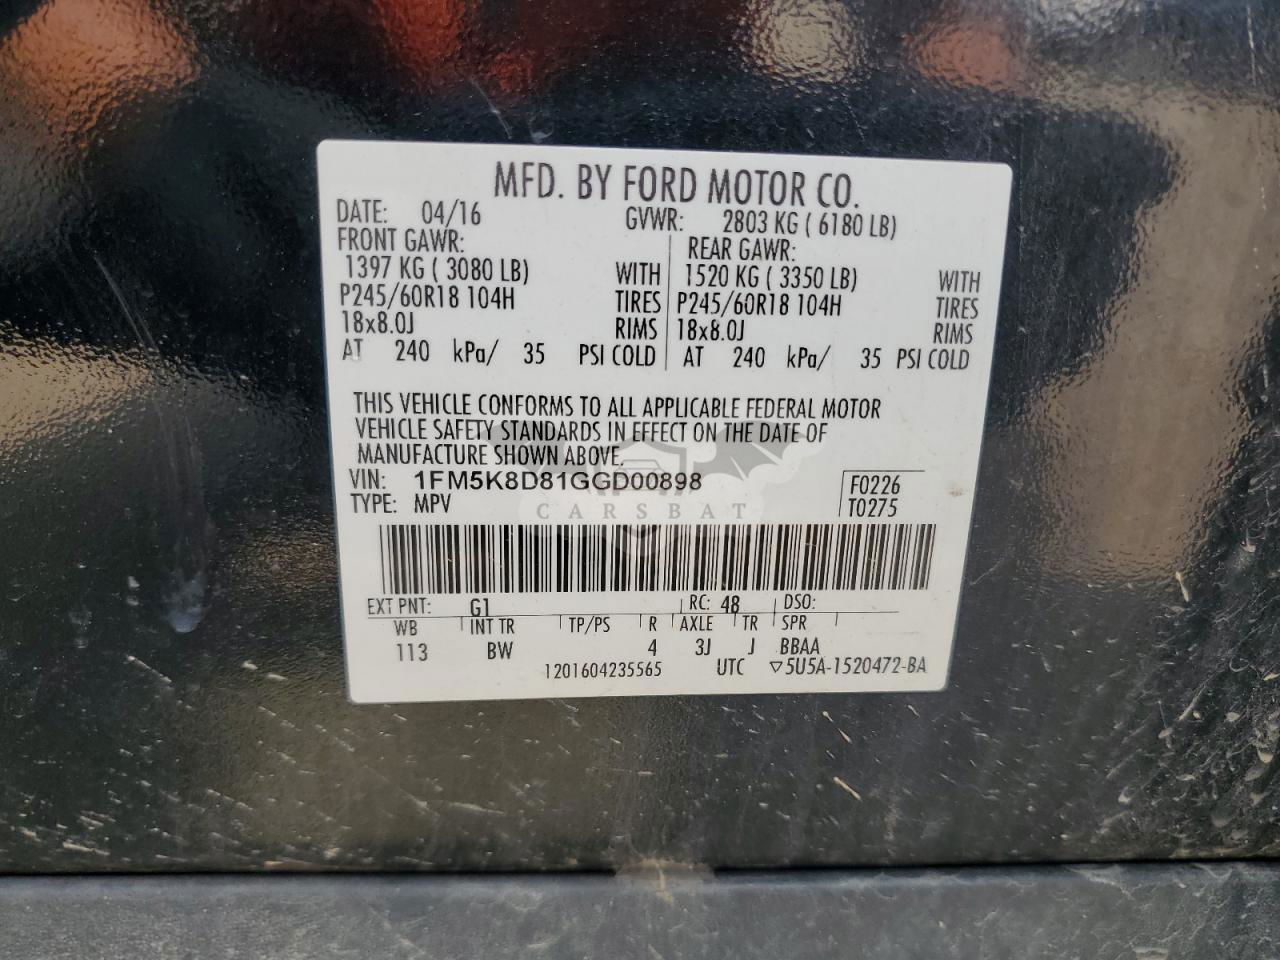 MFD. BY FORD MOTOR CO.
DATE: 04/16 GVWR: 2803 KG ( 6180 LB)
FRONT GAWR: REAR GAWR:
1397 KG ( 3080 LB) WITH 1520 KG ( 3350 LB) WITH
P245/60R18 104H TIRES P245/60R18 104H TIRES
18x8.0J RIMS 18x8.0J RIMS
AT 240 kPa/ 35 PSI COLD AT 240 kPa/ 35 PSI COLD
THIS VEHICLE CONFORMS TO ALL APPLICABLE FEDERAL MOTOR
VEHICLE SAFETY STANDARDS IN EFFECT ON THE DATE OF
MANUFACTURE SHOWN ABOVE.
VIN: 1FM5K8D81GGD00898 F0226
TYPE: MPV T0275
CARSBAT
EXT PNT: G1 RC: 48 DSO:
WB INT TR TP/PS R AXLE TR SPR
113 BW 4 3J J BBAA
1201604235565 UTC ▽5U5A-1520472-BA